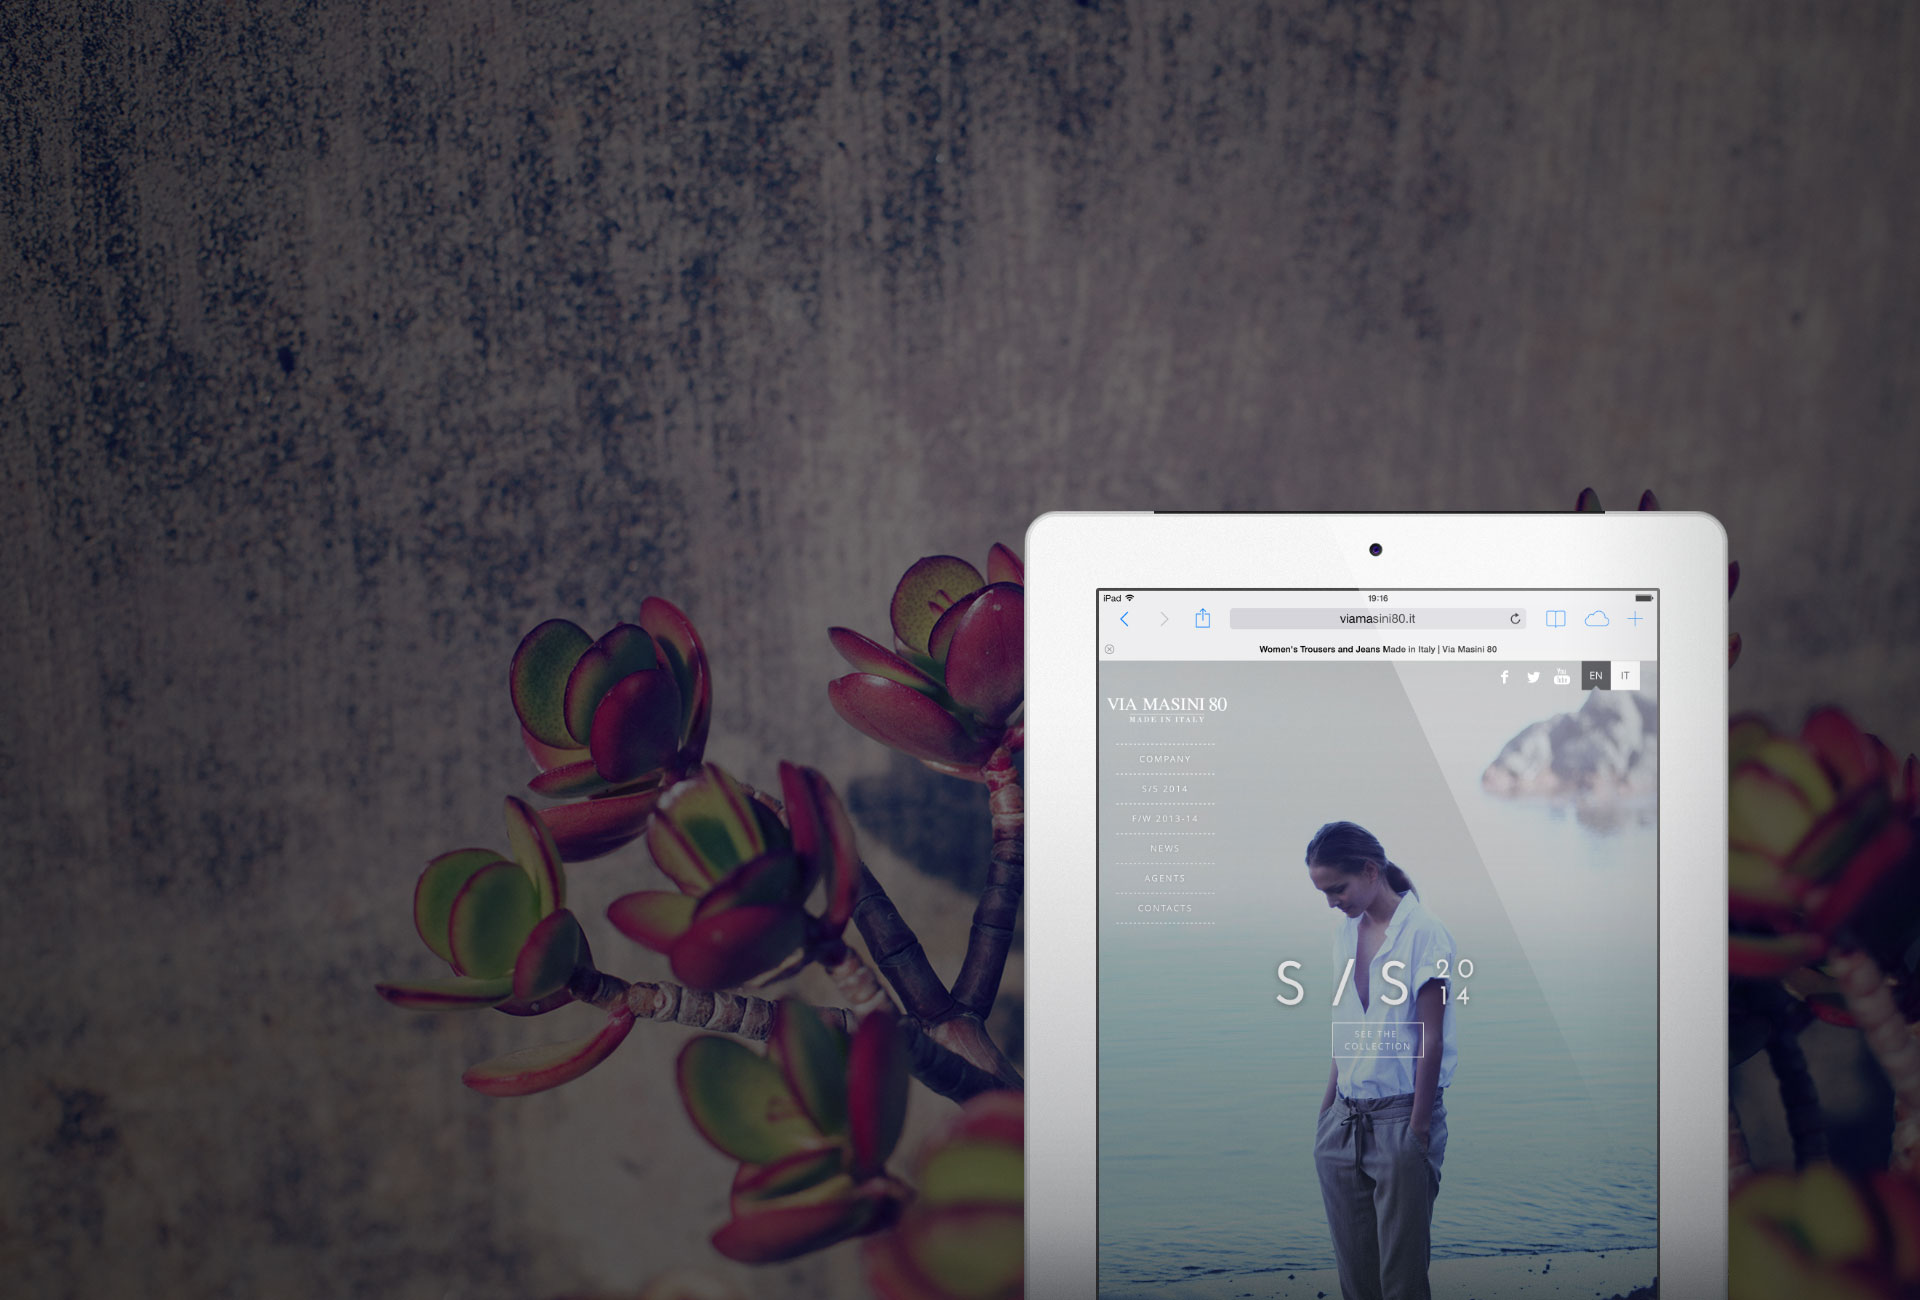 iPad 19:16
viamasini80.it
Women's Trousers and Jeans Made in Italy | Via Masini 80
You
EN IT
VIA MASINI 80
MADE IN ITALY
COMPANY
S/S 2014
F/W 2013-14
NEWS
AGENTS
CONTACTS
S / S 20
14
SEE THE
COLLECTION